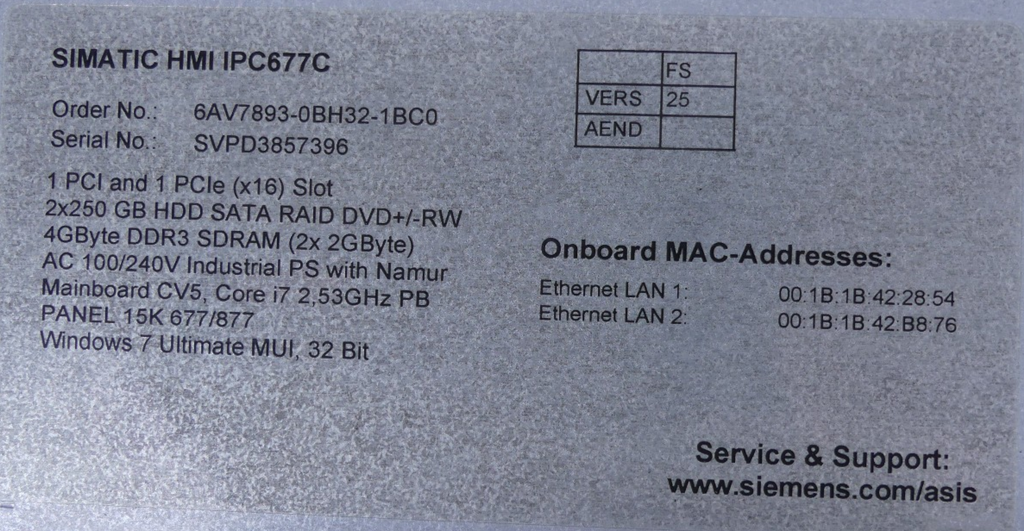 SIMATIC HMI IPC677C
Order No.: 6AV7893-0BH32-1BC0
Serial No.: SVPD3857396
1 PCI and 1 PCIe (x16) Slot
2x250 GB HDD SATA RAID DVD+/-RW
4GByte DDR3 SDRAM (2x 2GByte)
AC 100/240V Industrial PS with Namur
Mainboard CV5, Core i7 2,53GHz PB
PANEL 15K 677/877
Windows 7 Ultimate MUI, 32 Bit
FS
VERS 25
AEND
Onboard MAC-Addresses:
Ethernet LAN 1: 00:1B:1B:42:28:54
Ethernet LAN 2: 00:1B:1B:42:B8:76
Service & Support:
www.siemens.com/asis